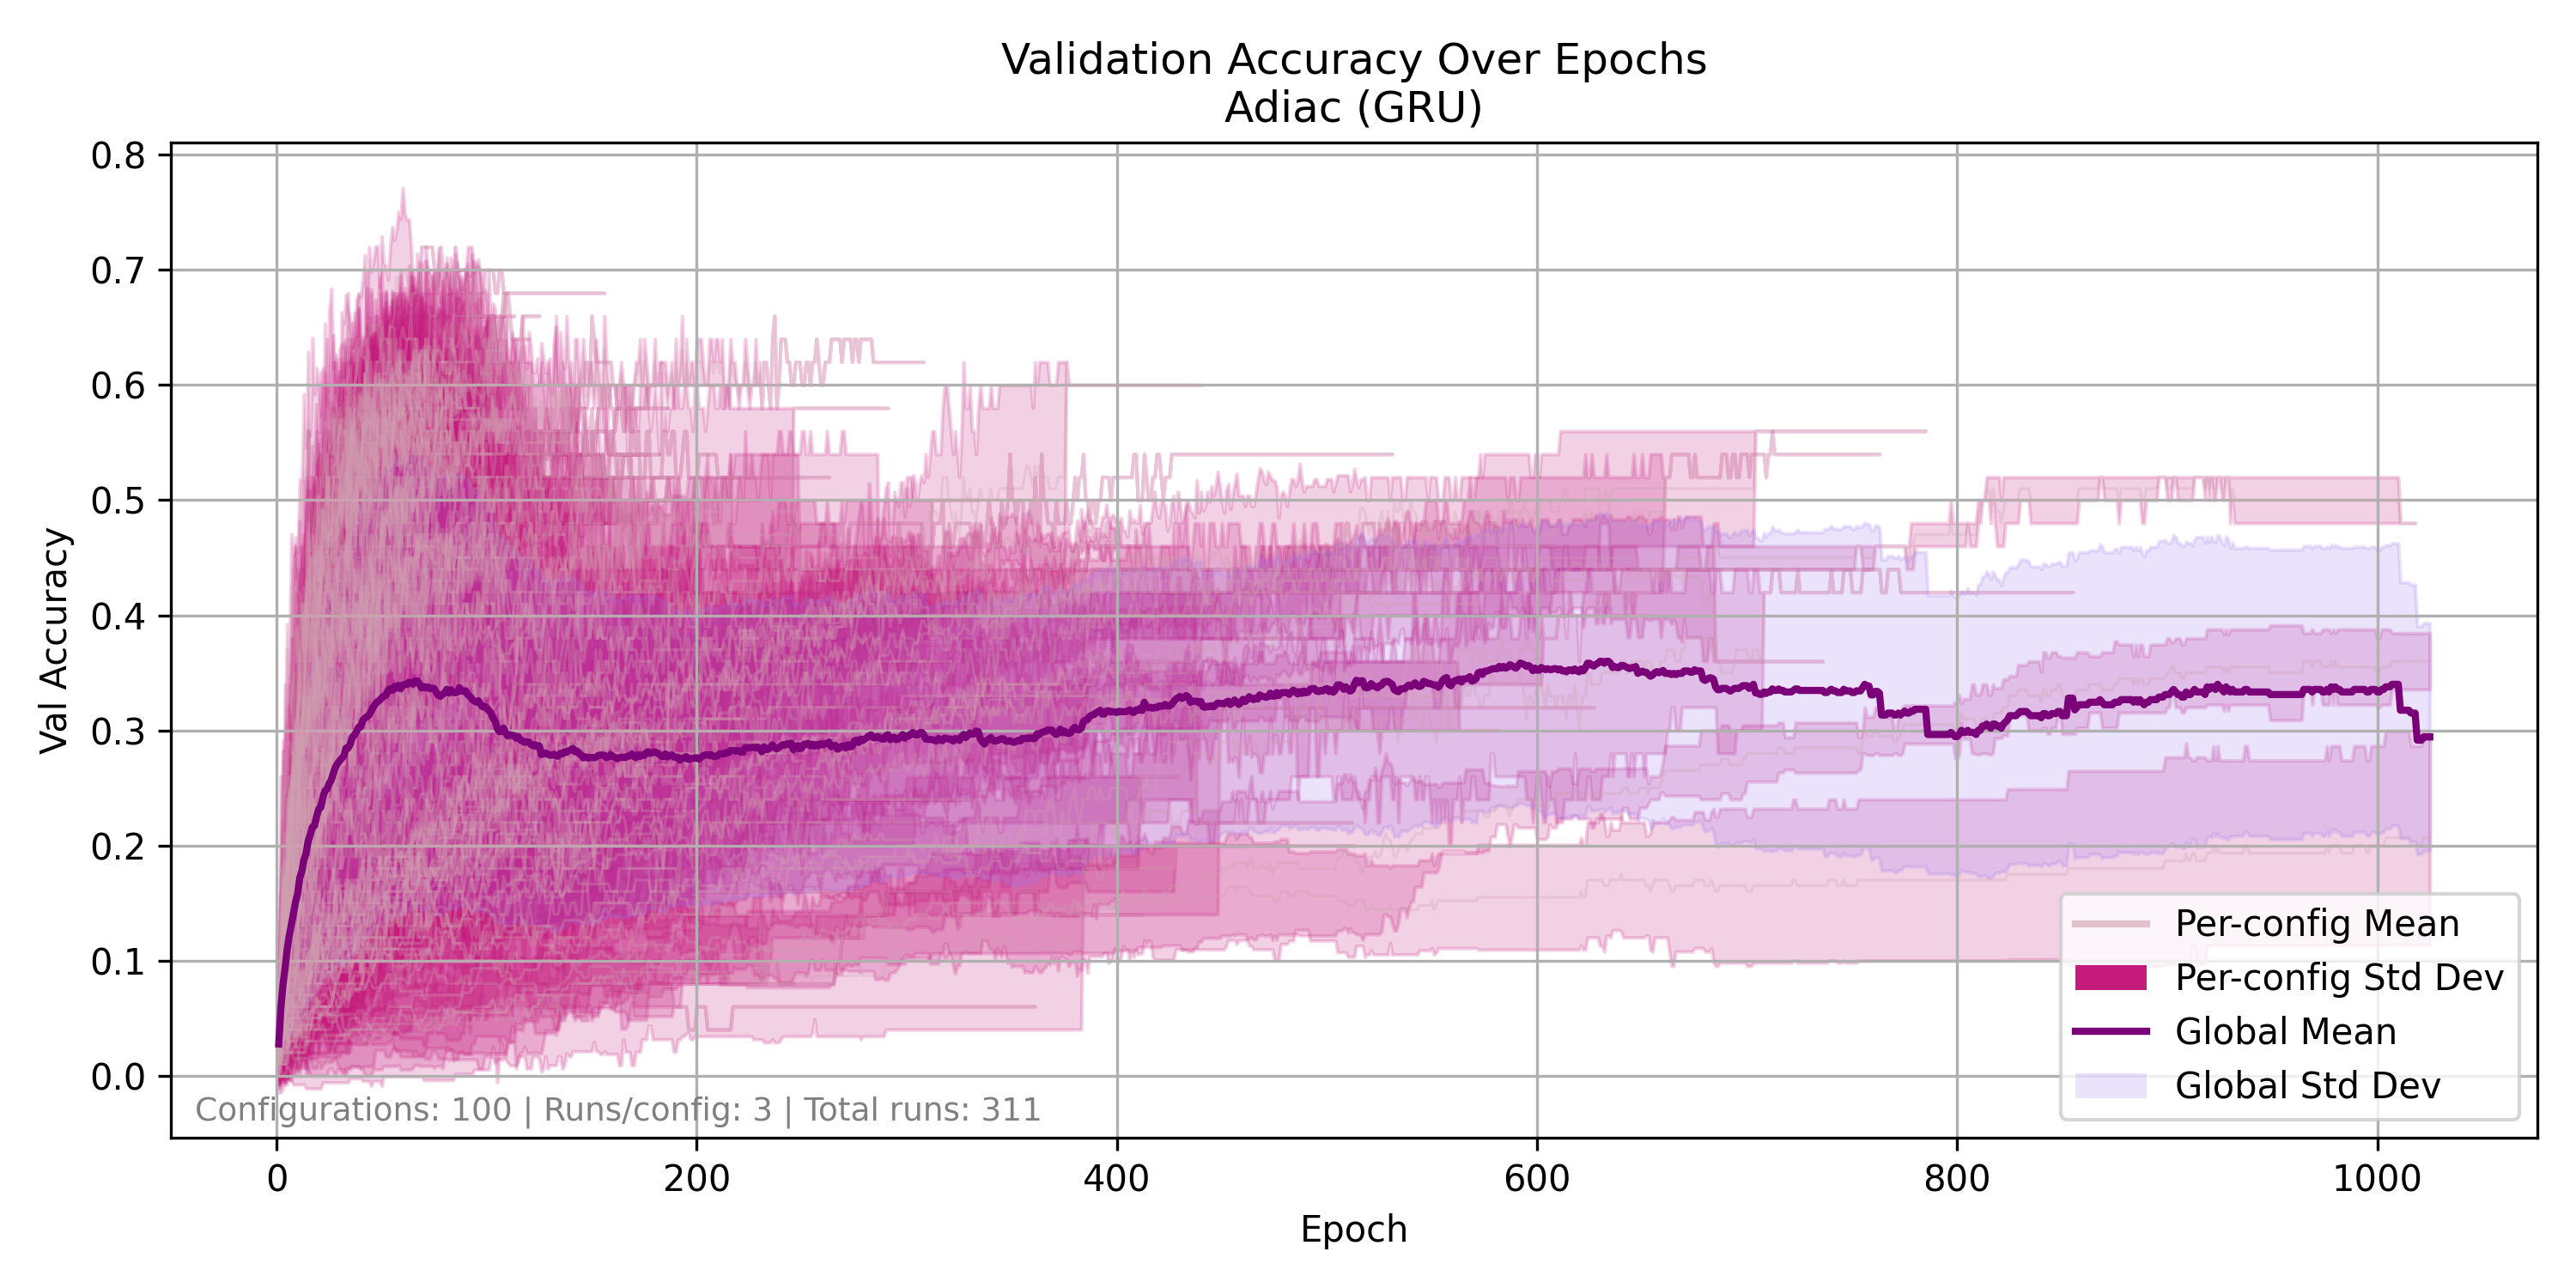 Validation Accuracy Over Epochs
Adiac (GRU)
Val Accuracy
0.8
0.7
0.6
0.5
0.4
0.3
0.2
0.1
0.0
Per-config Mean
Per-config Std Dev
Global Mean
Global Std Dev
Configurations: 100 | Runs/config: 3 | Total runs: 311
0 200 400 600 800 1000
Epoch